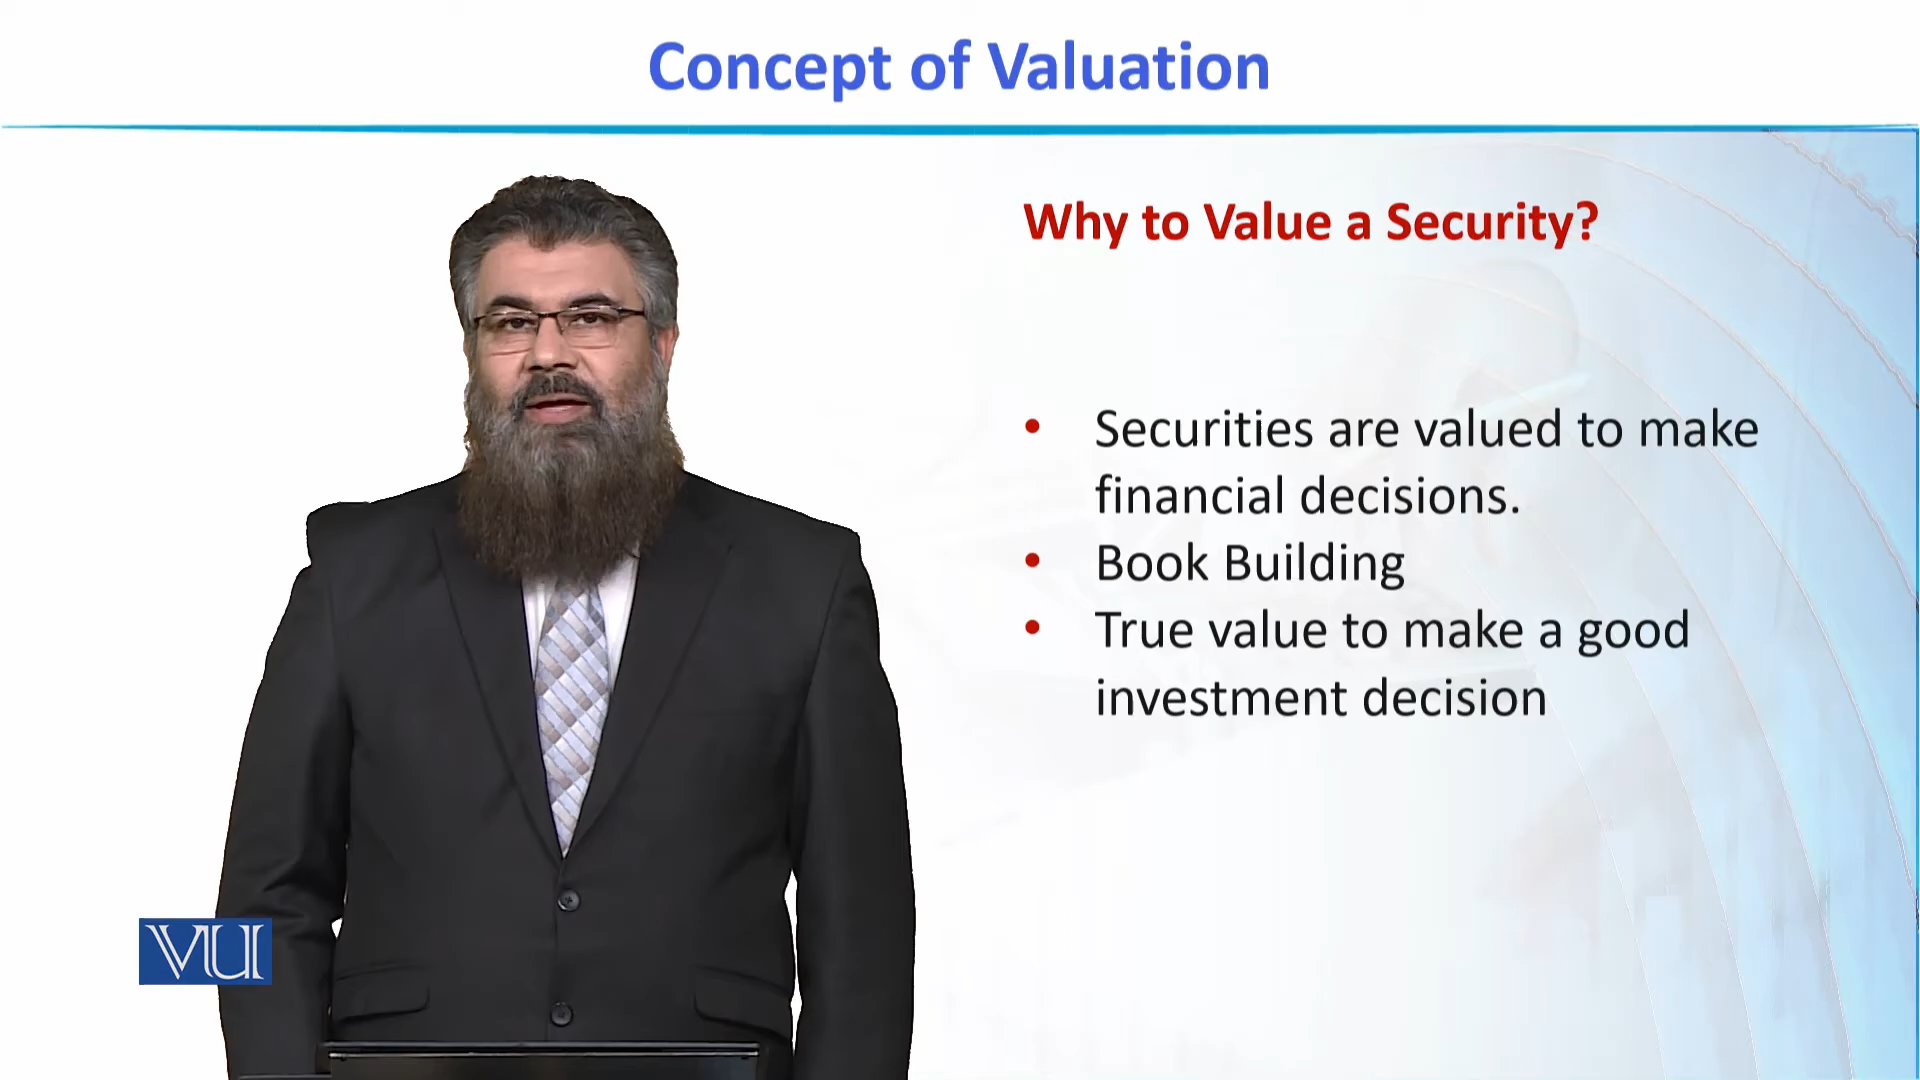 Concept of Valuation
Why to Value a Security?
• Securities are valued to make
financial decisions.
• Book Building
• True value to make a good
investment decision
VU